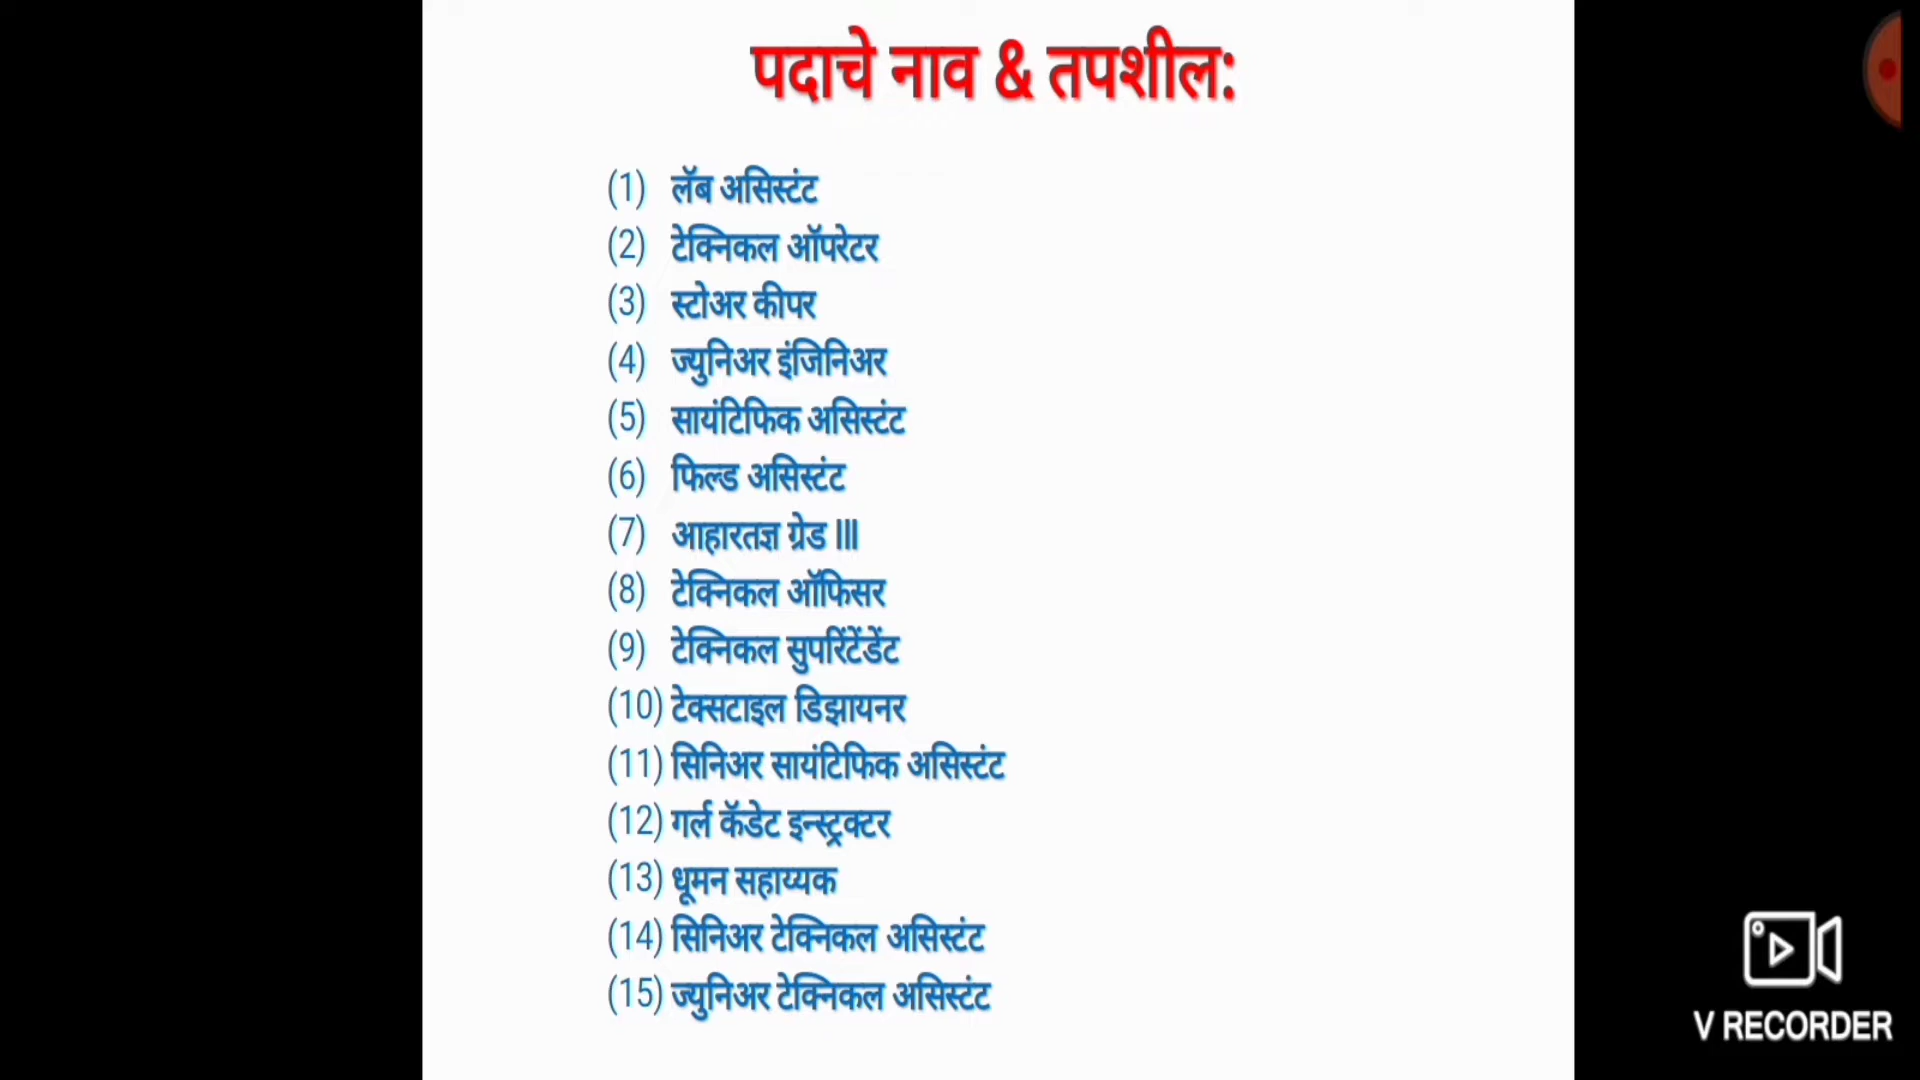 पदाचे नाव & तपशील:
(1) लॅब असिस्टंट
(2) टेक्निकल ऑपरेटर
(3) स्टोअर कीपर
(4) ज्युनिअर इंजिनिअर
(5) सायंटिफिक असिस्टंट
(6) फिल्ड असिस्टंट
(7) आहारतज्ञ ग्रेड III
(8) टेक्निकल ऑफिसर
(9) टेक्निकल सुपरिंटेंडेंट
(10) टेक्सटाइल डिझायनर
(11) सिनिअर सायंटिफिक असिस्टंट
(12) गर्ल कॅडेट इन्स्ट्रक्टर
(13) धूमन सहाय्यक
(14) सिनिअर टेक्निकल असिस्टंट
(15) ज्युनिअर टेक्निकल असिस्टंट
V RECORDER